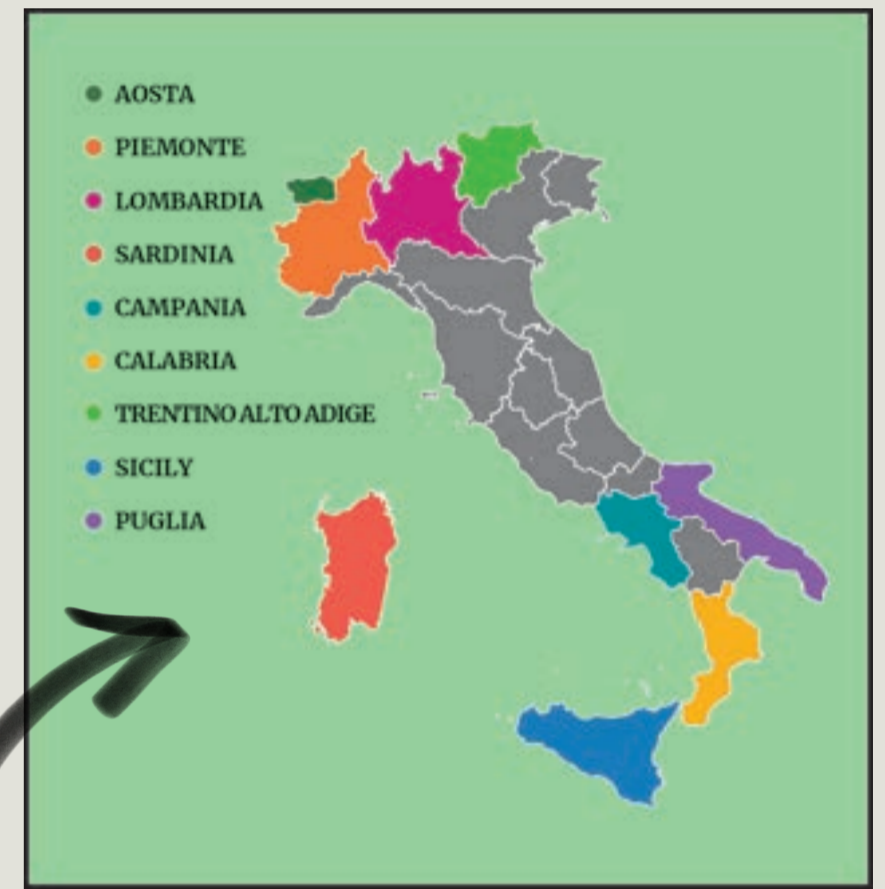 AOSTA
PIEMONTE
LOMBARDIA
SARDINIA
CAMPANIA
CALABRIA
TRENTINO ALTO ADIGE
SICILY
PUGLIA